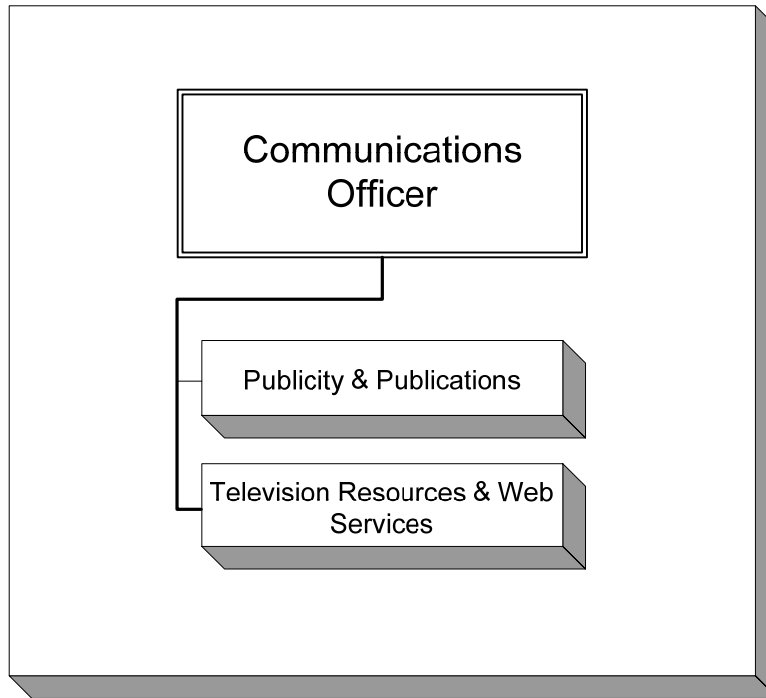 Communications
Officer
Publicity & Publications
Television Resources & Web
Services